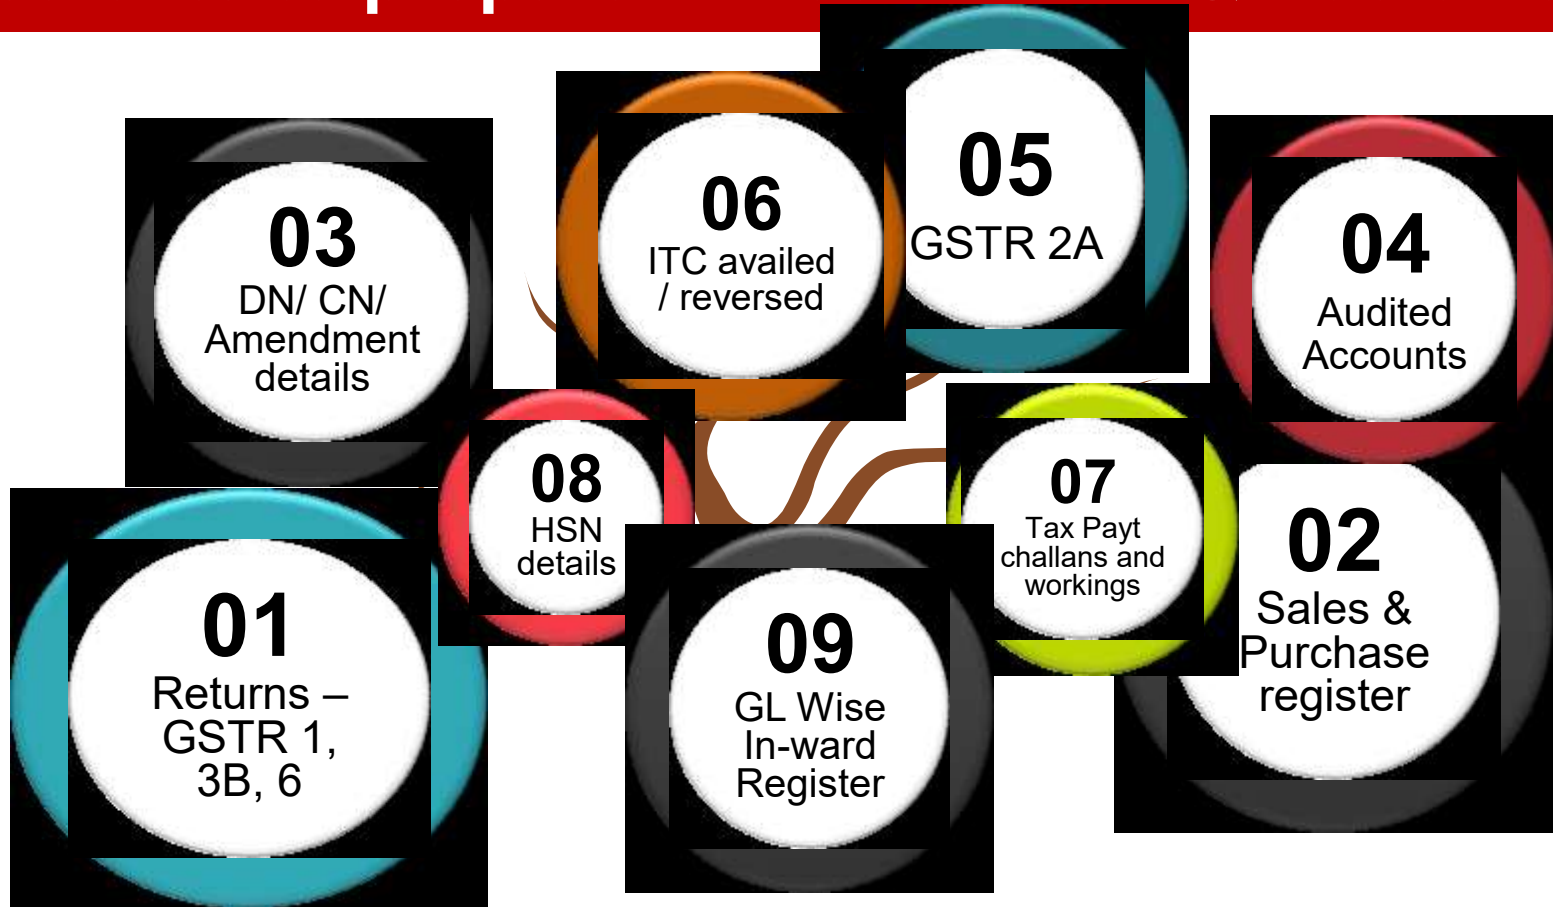 03
DN/ CN/
Amendment
details
06
ITC availed
/ reversed
05
GSTR 2A
04
Audited
Accounts
08
HSN
details
07
Tax Payt
challans and
workings
02
Sales &
Purchase
register
01
Returns –
GSTR 1,
3B, 6
09
GL Wise
In-ward
Register